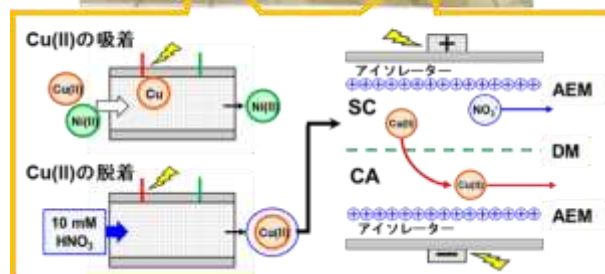 Cu(II)の吸着
Cu(II)
Ni(II)
Cu
Ni(II)
Cu(II)の脱着
10 mM
HNO₃
Cu(II)
+
アイソレーター
AEM
SC
Cu(II)
NO₃⁻
DM
CA
Cu(II)
AEM
アイソレーター
−